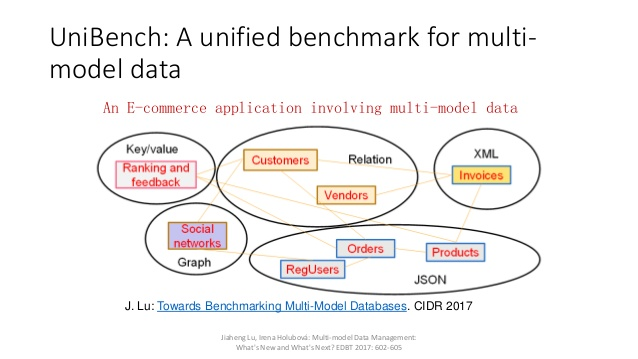 UniBench: A unified benchmark for multi-
model data
An E-commerce application involving multi-model data
Key/value
Ranking and
feedback
Customers
Relation
Vendors
XML
Invoices
Social
networks
Graph
Orders
Products
RegUsers
JSON
J. Lu: Towards Benchmarking Multi-Model Databases. CIDR 2017
Jiaheng Lu, Irena Holubová: Multi-model Data Management:
What's New and What's Next? EDBT 2017: 602-605